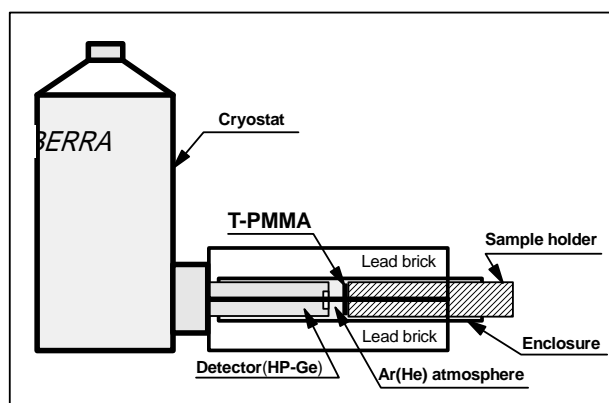 BERRA
Cryostat
T-PMMA
Lead brick
Sample holder
Lead brick
Enclosure
Detector(HP-Ge)
Ar(He) atmosphere